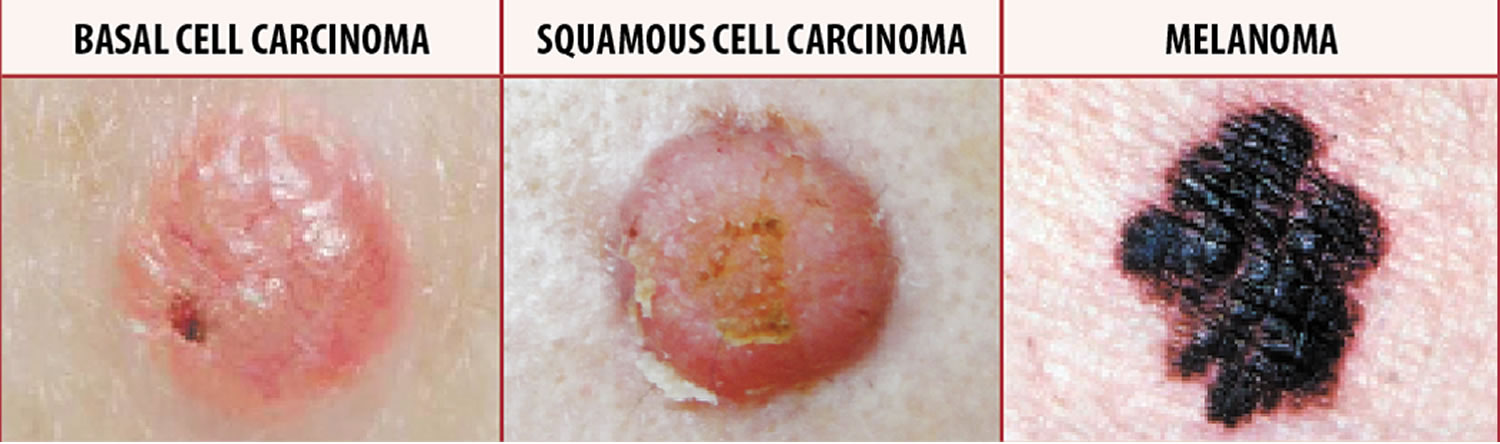 BASAL CELL CARCINOMA
SQUAMOUS CELL CARCINOMA
MELANOMA